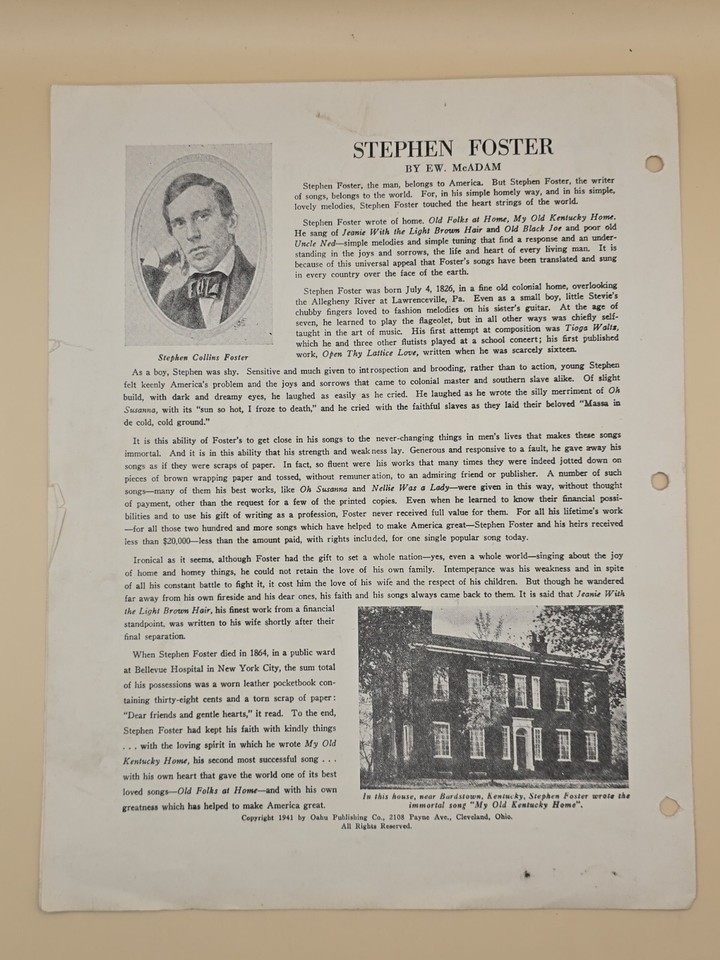 STEPHEN FOSTER
BY EW. McADAM
Stephen Foster, the man, belongs to America. But Stephen Foster, the writer
of songs, belongs to the world. For, in his simple homely way, and in his simple,
lovely melodies, Stephen Foster touched the heart strings of the world.
Stephen Foster wrote of home. Old Folks at Home, My Old Kentucky Home.
He sang of Jeanie With the Light Brown Hair and Old Black Joe and poor old
Uncle Ned—simple melodies and simple tuning that find a response and an under-
standing in the joys and sorrows, the life and heart of every living man. It is
because of this universal appeal that Foster's songs have been translated and sung
in every country over the face of the earth.
Stephen Foster was born July 4, 1826, in a fine old colonial home, overlooking
the Allegheny River at Lawrenceville, Pa. Even as a small boy, little Stevie's
chubby fingers loved to fashion melodies on his sister's guitar. At the age of
seven, he learned to play the flageolet, but in all other ways was chiefly self-
taught in the art of music. His first attempt at composition was Tioga Waltz,
which he and three other flutists played at a school concert; his first published
work, Open Thy Lattice Love, written when he was scarcely sixteen.
Stephen Collins Foster
As a boy, Stephen was shy. Sensitive and much given to introspection and brooding, rather than to action, young Stephen
felt keenly America's problem and the joys and sorrows that came to colonial master and southern slave alike. Of slight
build, with dark and dreamy eyes, he laughed as easily as he cried. He laughed as he wrote the silly merriment of Oh
Susanna, with its "sun so hot, I froze to death," and he cried with the faithful slaves as they laid their beloved "Massa in
de cold, cold ground."
It is this ability of Foster's to get close in his songs to the never-changing things in men's lives that makes these songs
immortal. And it is in this ability that his strength and weakness lay. Generous and responsive to a fault, he gave away his
songs as if they were scraps of paper. In fact, so fluent were his works that many times they were indeed jotted down on
pieces of brown wrapping paper and tossed, without remuneration, to an admiring friend or publisher. A number of such
songs—many of them his best works, like Oh Susanna and Nellie Was a Lady—were given in this way, without thought
of payment, other than the request for a few of the printed copies. Even when he learned to know their financial possi-
bilities and to use his gift of writing as a profession, Foster never received full value for them. For all his lifetime's work
—for all those two hundred and more songs which have helped to make America great—Stephen Foster and his heirs received
less than $20,000—less than the amount paid, with rights included, for one single popular song today.
Ironical as it seems, although Foster had the gift to set a whole nation—yes, even a whole world—singing about the joy
of home and homey things, he could not retain the love of his own family. Intemperance was his weakness and in spite
of all his constant battle to fight it, it cost him the love of his wife and the respect of his children. But though he wandered
far away from his own fireside and his dear ones, his faith and his songs always came back to them. It is said that Jeanie With
the Light Brown Hair, his finest work from a financial
standpoint, was written to his wife shortly after their
final separation.
When Stephen Foster died in 1864, in a public ward
at Bellevue Hospital in New York City, the sum total
of his possessions was a worn leather pocketbook con-
taining thirty-eight cents and a torn scrap of paper:
"Dear friends and gentle hearts," it read. To the end,
Stephen Foster had kept his faith with kindly things
. . . with the loving spirit in which he wrote My Old
Kentucky Home, his second most successful song . . .
with his own heart that gave the world one of its best
loved songs—Old Folks at Home—and with his own
greatness which has helped to make America great.
In this house, near Bardstown, Kentucky, Stephen Foster wrote the
immortal song "My Old Kentucky Home".
Copyright 1941 by Oahu Publishing Co., 2108 Payne Ave., Cleveland, Ohio.
All Rights Reserved.